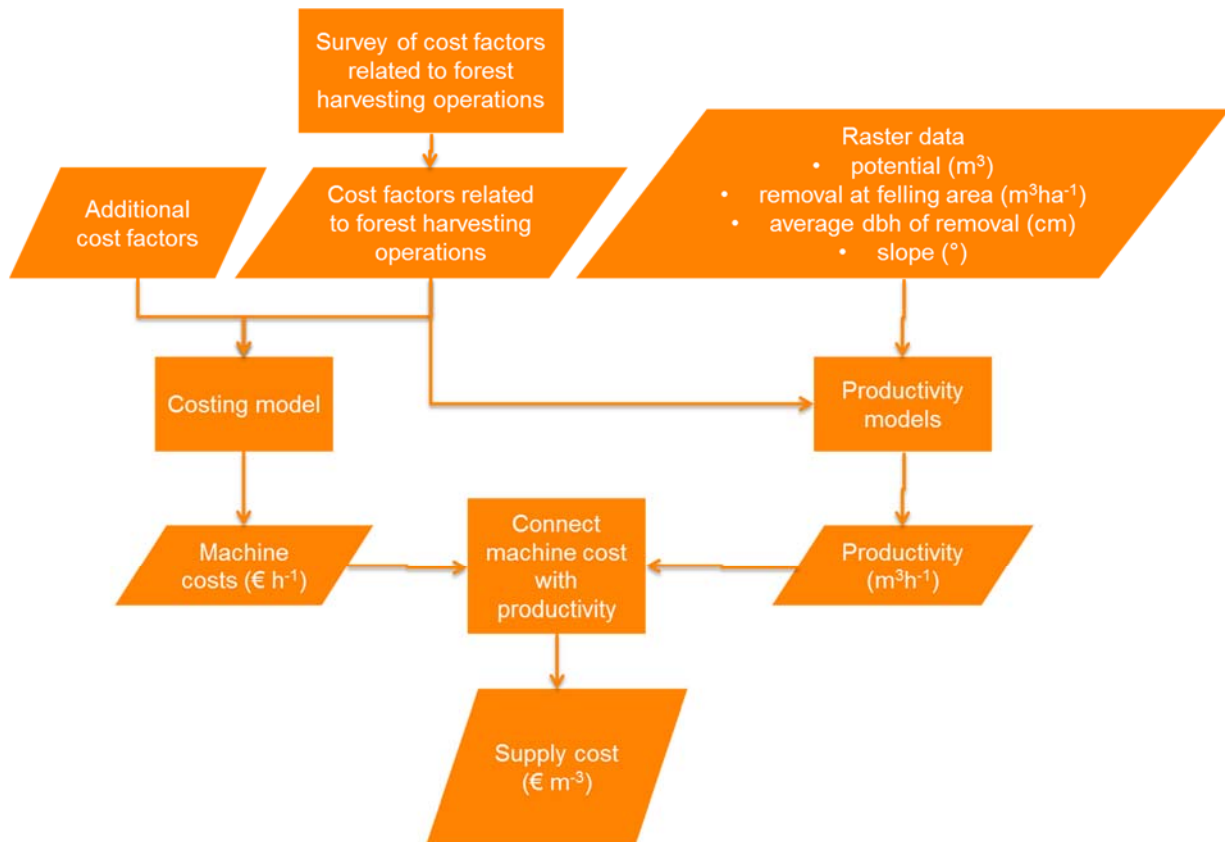 Survey of cost factors
related to forest
harvesting operations
Additional
cost factors
Cost factors related
to forest harvesting
operations
Raster data
• potential (m³)
• removal at felling area (m³ha⁻¹)
• average dbh of removal (cm)
• slope (°)
Costing model
Productivity
models
Machine
costs (€ h⁻¹)
Connect
machine cost
with
productivity
Productivity
(m³h⁻¹)
Supply cost
(€ m⁻³)